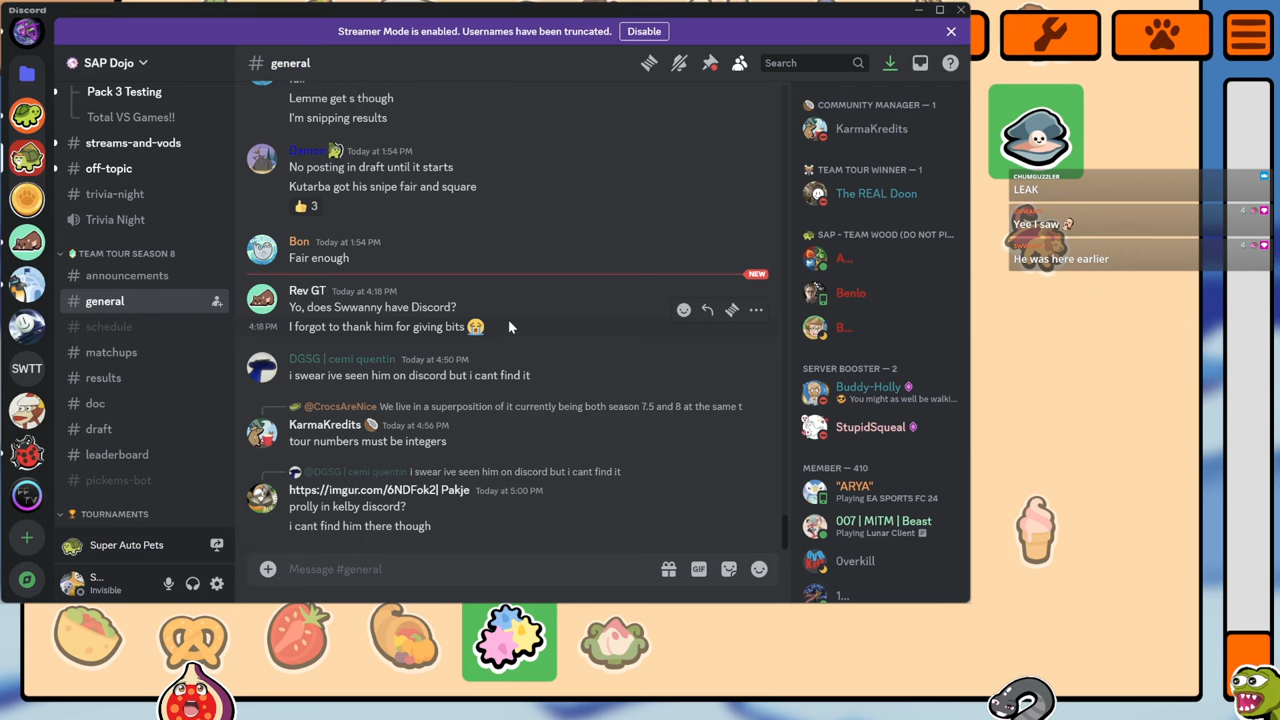 Discord
Streamer Mode is enabled. Usernames have been truncated.
Disable
SAP Dojo
# general
Search
Pack 3 Testing
Total VS Games!!
# streams-and-vods
# off-topic
# trivia-night
Trivia Night
TEAM TOUR SEASON 8
# announcements
# general
# schedule
# matchups
# results
# doc
# draft
# leaderboard
# pickems-bot
TOURNAMENTS
Super Auto Pets
S...
Invisible
Lemme get s though
I'm snipping results
Today at 1:54 PM
No posting in draft until it starts
Kutarba got his snipe fair and square
3
Bon Today at 1:54 PM
Fair enough
NEW
Rev GT Today at 4:18 PM
Yo, does Swwanny have Discord?
4:18 PM I forgot to thank him for giving bits
DGSG | cemi quentin Today at 4:50 PM
i swear ive seen him on discord but i cant find it
@CrocsAreNice We live in a superposition of it currently being both season 7.5 and 8 at the same t
KarmaKredits Today at 4:56 PM
tour numbers must be integers
@DGSG | cemi quentin i swear ive seen him on discord but i cant find it
https://imgur.com/6NDFok2| Pakje Today at 5:00 PM
prolly in kelby discord?
i cant find him there though
Message #general
GIF
COMMUNITY MANAGER — 1
KarmaKredits
TEAM TOUR WINNER — 1
The REAL Doon
SAP - TEAM WOOD (DO NOT PI...
A...
Benlo
B...
SERVER BOOSTER — 2
Buddy-Holly
You might as well be walki...
StupidSqueal
MEMBER — 410
"ARYA"
Playing EA SPORTS FC 24
007 | MITM | Beast
Playing Lunar Client
0verkill
1...
SWTT
CHUMGUZZLER
LEAK
4
Yee I saw
4
He was here earlier